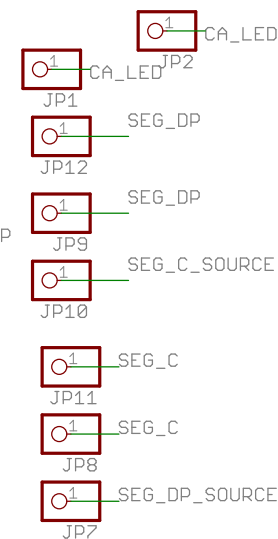 1
CA_LED
JP2
1
CA_LED
JP1
SEG_DP
1
JP12
SEG_DP
1
P
JP9
SEG_C_SOURCE
1
JP10
SEG_C
1
JP11
SEG_C
1
JP8
SEG_DP_SOURCE
1
JP7